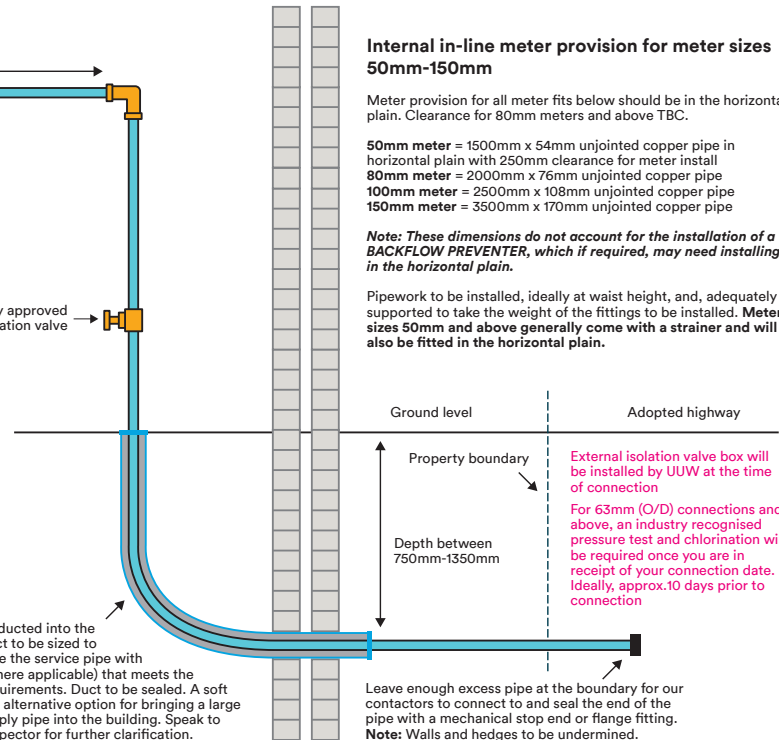 Internal in-line meter provision for meter sizes
50mm-150mm
Meter provision for all meter fits below should be in the horizontal
plain. Clearance for 80mm meters and above TBC.
50mm meter = 1500mm x 54mm unjointed copper pipe in
horizontal plain with 250mm clearance for meter install
80mm meter = 2000mm x 76mm unjointed copper pipe
100mm meter = 2500mm x 108mm unjointed copper pipe
150mm meter = 3500mm x 170mm unjointed copper pipe
Note: These dimensions do not account for the installation of a
BACKFLOW PREVENTER, which if required, may need installing
in the horizontal plain.
Pipework to be installed, ideally at waist height, and, adequately
supported to take the weight of the fittings to be installed. Meter
sizes 50mm and above generally come with a strainer and will
also be fitted in the horizontal plain.
y approved
ation valve
Ground level
Adopted highway
Property boundary
External isolation valve box will
be installed by UUW at the time
of connection
For 63mm (O/D) connections and
above, an industry recognised
pressure test and chlorination wi
be required once you are in
receipt of your connection date.
Ideally, approx.10 days prior to
connection
Depth between
750mm-1350mm
ducted into the
ct to be sized to
e the service pipe with
here applicable) that meets the
uirements. Duct to be sealed. A soft
alternative option for bringing a large
ply pipe into the building. Speak to
pector for further clarification.
Leave enough excess pipe at the boundary for our
contactors to connect to and seal the end of the
pipe with a mechanical stop end or flange fitting.
Note: Walls and hedges to be undermined.